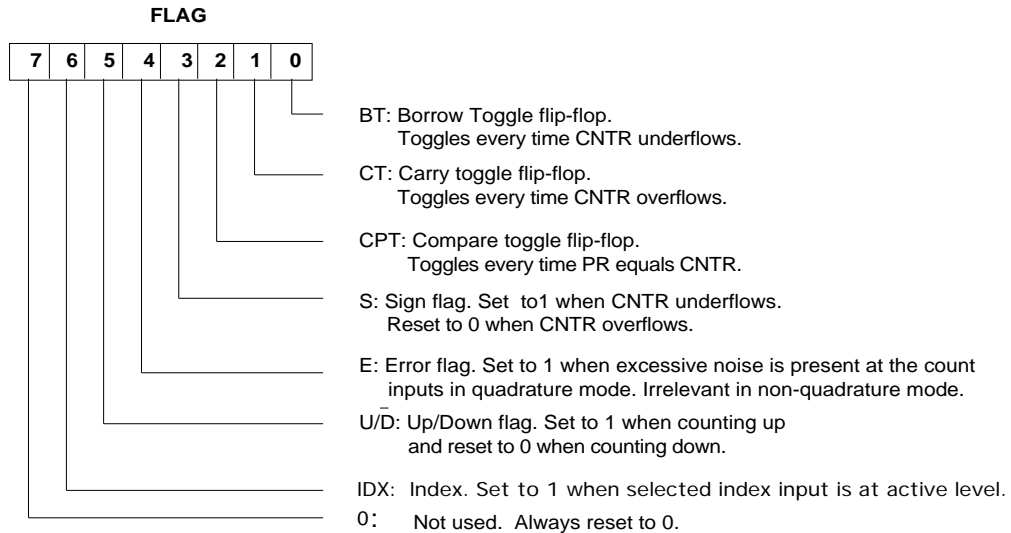 FLAG
7 6 5 4 3 2 1 0
BT: Borrow Toggle flip-flop.
Toggles every time CNTR underflows.
CT: Carry toggle flip-flop.
Toggles every time CNTR overflows.
CPT: Compare toggle flip-flop.
Toggles every time PR equals CNTR.
S: Sign flag. Set to1 when CNTR underflows.
Reset to 0 when CNTR overflows.
E: Error flag. Set to 1 when excessive noise is present at the count
inputs in quadrature mode. Irrelevant in non-quadrature mode.
U/D̅: Up/Down flag. Set to 1 when counting up
and reset to 0 when counting down.
IDX: Index. Set to 1 when selected index input is at active level.
0: Not used. Always reset to 0.